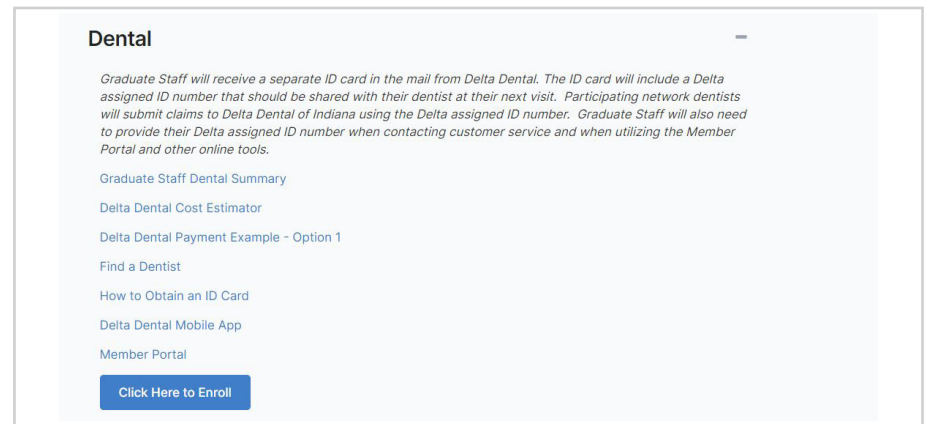 Dental
Graduate Staff will receive a separate ID card in the mail from Delta Dental. The ID card will include a Delta
assigned ID number that should be shared with their dentist at their next visit.  Participating network dentists
will submit claims to Delta Dental of Indiana using the Delta assigned ID number.  Graduate Staff will also need
to provide their Delta assigned ID number when contacting customer service and when utilizing the Member
Portal and other online tools.
Graduate Staff Dental Summary
Delta Dental Cost Estimator
Delta Dental Payment Example - Option 1
Find a Dentist
How to Obtain an ID Card
Delta Dental Mobile App
Member Portal
Click Here to Enroll